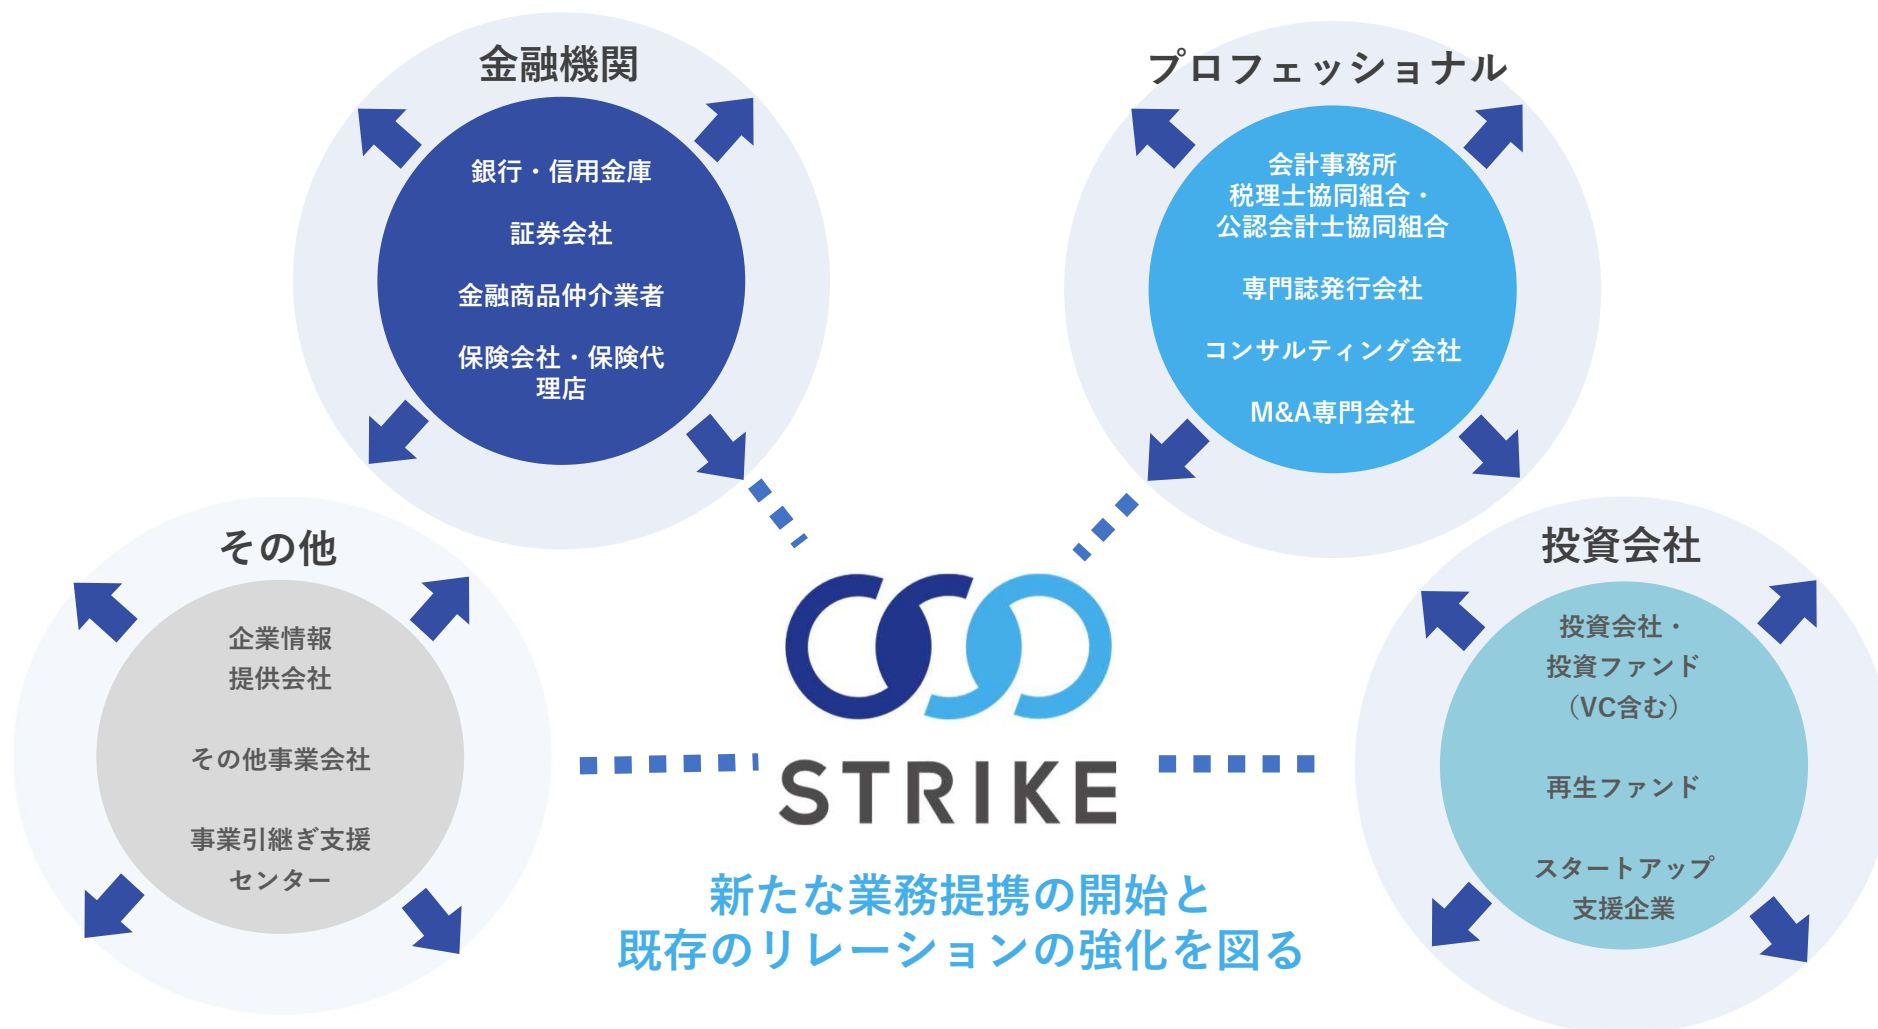 金融機関
銀行・信用金庫
証券会社
金融商品仲介業者
保険会社・保険代
理店
プロフェッショナル
会計事務所
税理士協同組合・
公認会計士協同組合
専門誌発行会社
コンサルティング会社
M&A専門会社
その他
企業情報
提供会社
その他事業会社
事業引継ぎ支援
センター
投資会社
投資会社・
投資ファンド
（VC含む）
再生ファンド
スタートアップ
支援企業
STRIKE
新たな業務提携の開始と
既存のリレーションの強化を図る